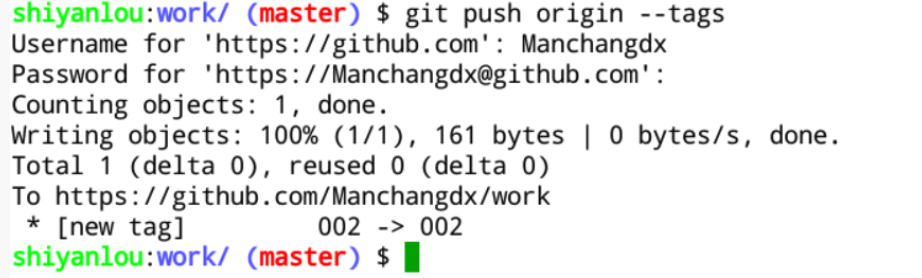 shiyanlou:work/ (master) $ git push origin --tags
Username for 'https://github.com': Manchangdx
Password for 'https://Manchangdx@github.com':
Counting objects: 1, done.
Writing objects: 100% (1/1), 161 bytes | 0 bytes/s, done.
Total 1 (delta 0), reused 0 (delta 0)
To https://github.com/Manchangdx/work
 * [new tag]         002 -> 002
shiyanlou:work/ (master) $